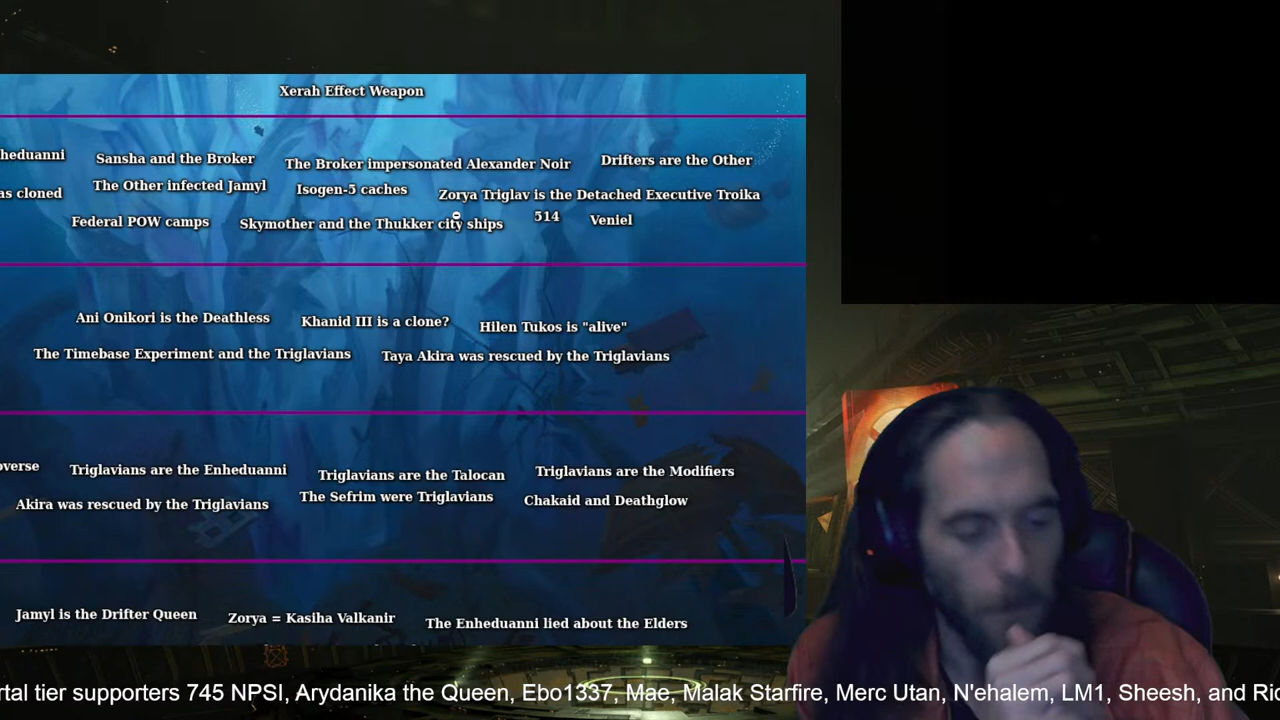 Xerah Effect Weapon
heduanni
Sansha and the Broker
The Broker impersonated Alexander Noir
Drifters are the Other
as cloned
The Other infected Jamyl
Isogen-5 caches
Zorya Triglav is the Detached Executive Troika
Federal POW camps
Skymother and the Thukker city ships
514
Veniel
Ani Onikori is the Deathless
Khanid III is a clone?
Hilen Tukos is "alive"
The Timebase Experiment and the Triglavians
Taya Akira was rescued by the Triglavians
overse
Triglavians are the Enheduanni
Triglavians are the Talocan
Triglavians are the Modifiers
Akira was rescued by the Triglavians
The Sefrim were Triglavians
Chakaid and Deathglow
Jamyl is the Drifter Queen
Zorya = Kasiha Valkanir
The Enheduanni lied about the Elders
rtal tier supporters 745 NPSI, Arydanika the Queen, Ebo1337, Mae, Malak Starfire, Merc Utan, N'ehalem, LM1, Sheesh, and Ric